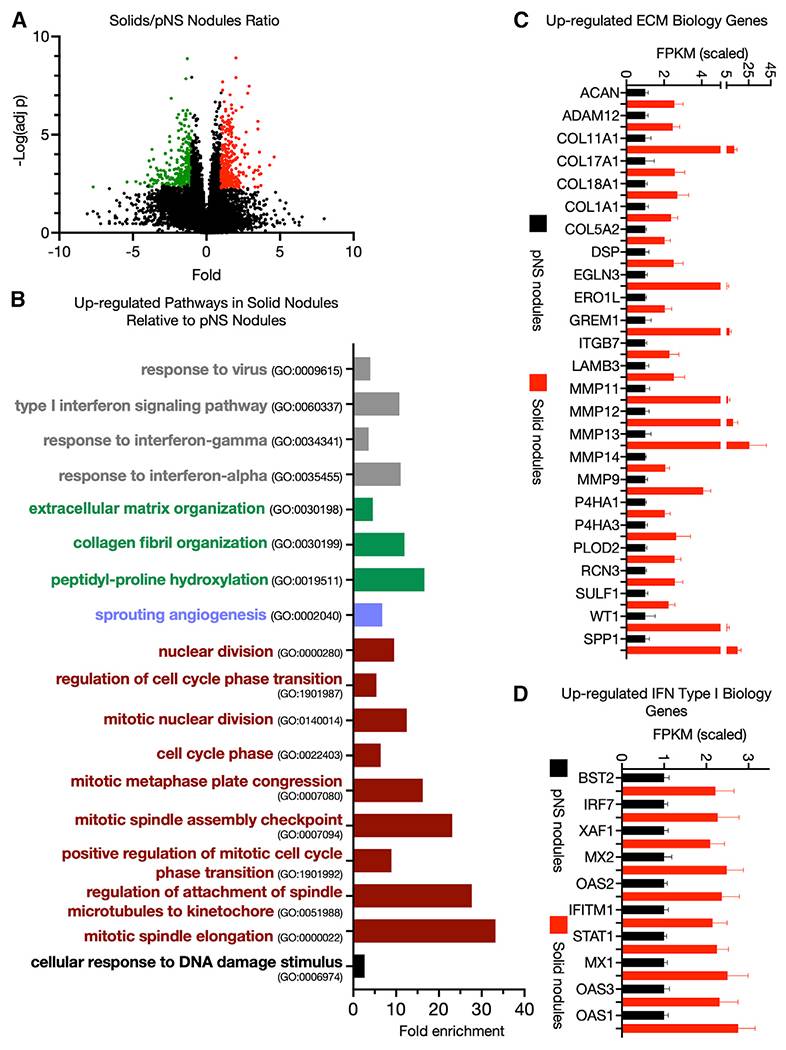 A
Solids/pNS Nodules Ratio
10
5
0
-Log(adj p)
-10
-5
0
5
10
Fold
B
Up-regulated Pathways in Solid Nodules
Relative to pNS Nodules
response to virus (GO:0009615)
type I interferon signaling pathway (GO:0060337)
response to interferon-gamma (GO:0034341)
response to interferon-alpha (GO:0035455)
extracellular matrix organization (GO:0030198)
collagen fibril organization (GO:0030199)
peptidyl-proline hydroxylation (GO:0019511)
sprouting angiogenesis (GO:0002040)
nuclear division (GO:0000280)
regulation of cell cycle phase transition
(GO:1901987)
mitotic nuclear division (GO:0140014)
cell cycle phase (GO:0022403)
mitotic metaphase plate congression
(GO:0007080)
mitotic spindle assembly checkpoint
(GO:0007094)
positive regulation of mitotic cell cycle
phase transition (GO:1901992)
regulation of attachment of spindle
microtubules to kinetochore (GO:0051988)
mitotic spindle elongation (GO:0000022)
cellular response to DNA damage stimulus
(GO:0006974)
0
10
20
30
40
Fold enrichment
C
Up-regulated ECM Biology Genes
FPKM (scaled)
0
2
4
5
25
45
ACAN
ADAM12
COL11A1
COL17A1
COL18A1
COL1A1
COL5A2
DSP
EGLN3
ERO1L
GREM1
ITGB7
LAMB3
MMP11
MMP12
MMP13
MMP14
MMP9
P4HA1
P4HA3
PLOD2
RCN3
SULF1
WT1
SPP1
pNS nodules
Solid nodules
D
Up-regulated IFN Type I Biology
Genes
FPKM (scaled)
0
1
2
3
BST2
IRF7
XAF1
MX2
OAS2
IFITM1
STAT1
MX1
OAS3
OAS1
pNS nodules
Solid nodules